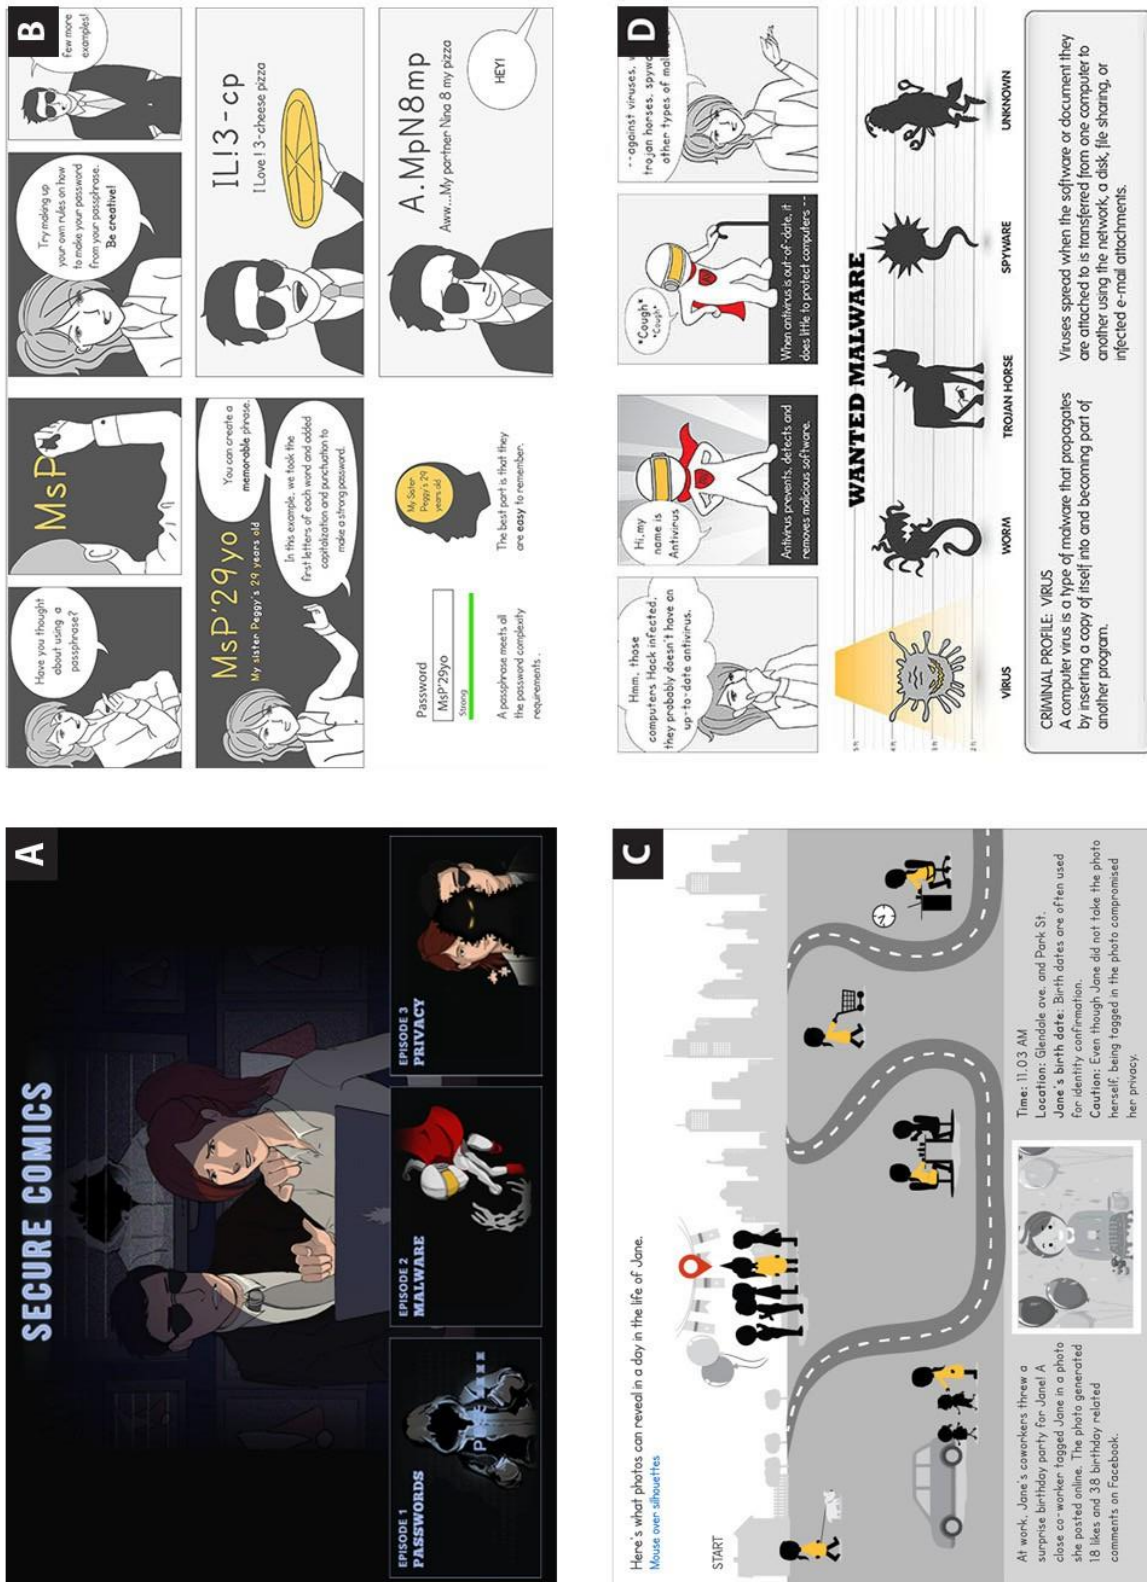 A
SECURE COMICS
EPISODE 1
PASSWORDS
EPISODE 2
MALWARE
EPISODE 3
PRIVACY
B
Have you thought
about using a
passphrase?
MsP'
Try making up
your own rules on how
to make your password
from your passphrase.
Be creative!
few more
examples!
MsP'29yo
My sister Peggy's 29 years old
You can create a
memorable phrase.
In this example, we took the
first letters of each word and added
capitalization and punctuation to
make a strong password.
IL!3-cp
I Love ! 3-cheese pizza
Password
MsP'29yo
Strong
A passphrase meets all
the password complexity
requirements .
My Sister
Peggy's 29
years old
The best part is that they
are easy to remember.
A.MpN8mp
Aww...My partner Nina 8 my pizza
HEY!
C
Here's what photos can reveal in a day in the life of Jane.
Mouse over silhouettes
START
At work, Jane's coworkers threw a
surprise birthday party for Jane! A
close co-worker tagged Jane in a photo
she posted online. The photo generated
18 likes and 38 birthday related
comments on Facebook.
Time: 11.03 AM
Location: Glendale ave. and Park St.
Jane's birth date: Birth dates are often used
for identity confirmation.
Caution: Even though Jane did not take the photo
herself, being tagged in the photo compromised
her privacy.
D
Hmm, those
computers Hack infected,
they probably doesn't have an
up-to-date antivirus.
Hi, my
name is
Antivirus
Antivirus prevents, detects and
removes malicious software.
*Cough*
*Cough*
When antivirus is out-of-date, it
does little to protect computers --
--against viruses,
trojan horses, spywa
other types of mal
WANTED MALWARE
VIRUS
WORM
TROJAN HORSE
SPYWARE
UNKNOWN
CRIMINAL PROFILE: VIRUS
A computer virus is a type of malware that propagates
by inserting a copy of itself into and becoming part of
another program.
Viruses spread when the software or document they
are attached to is transferred from one computer to
another using the network, a disk, file sharing, or
infected e-mail attachments.